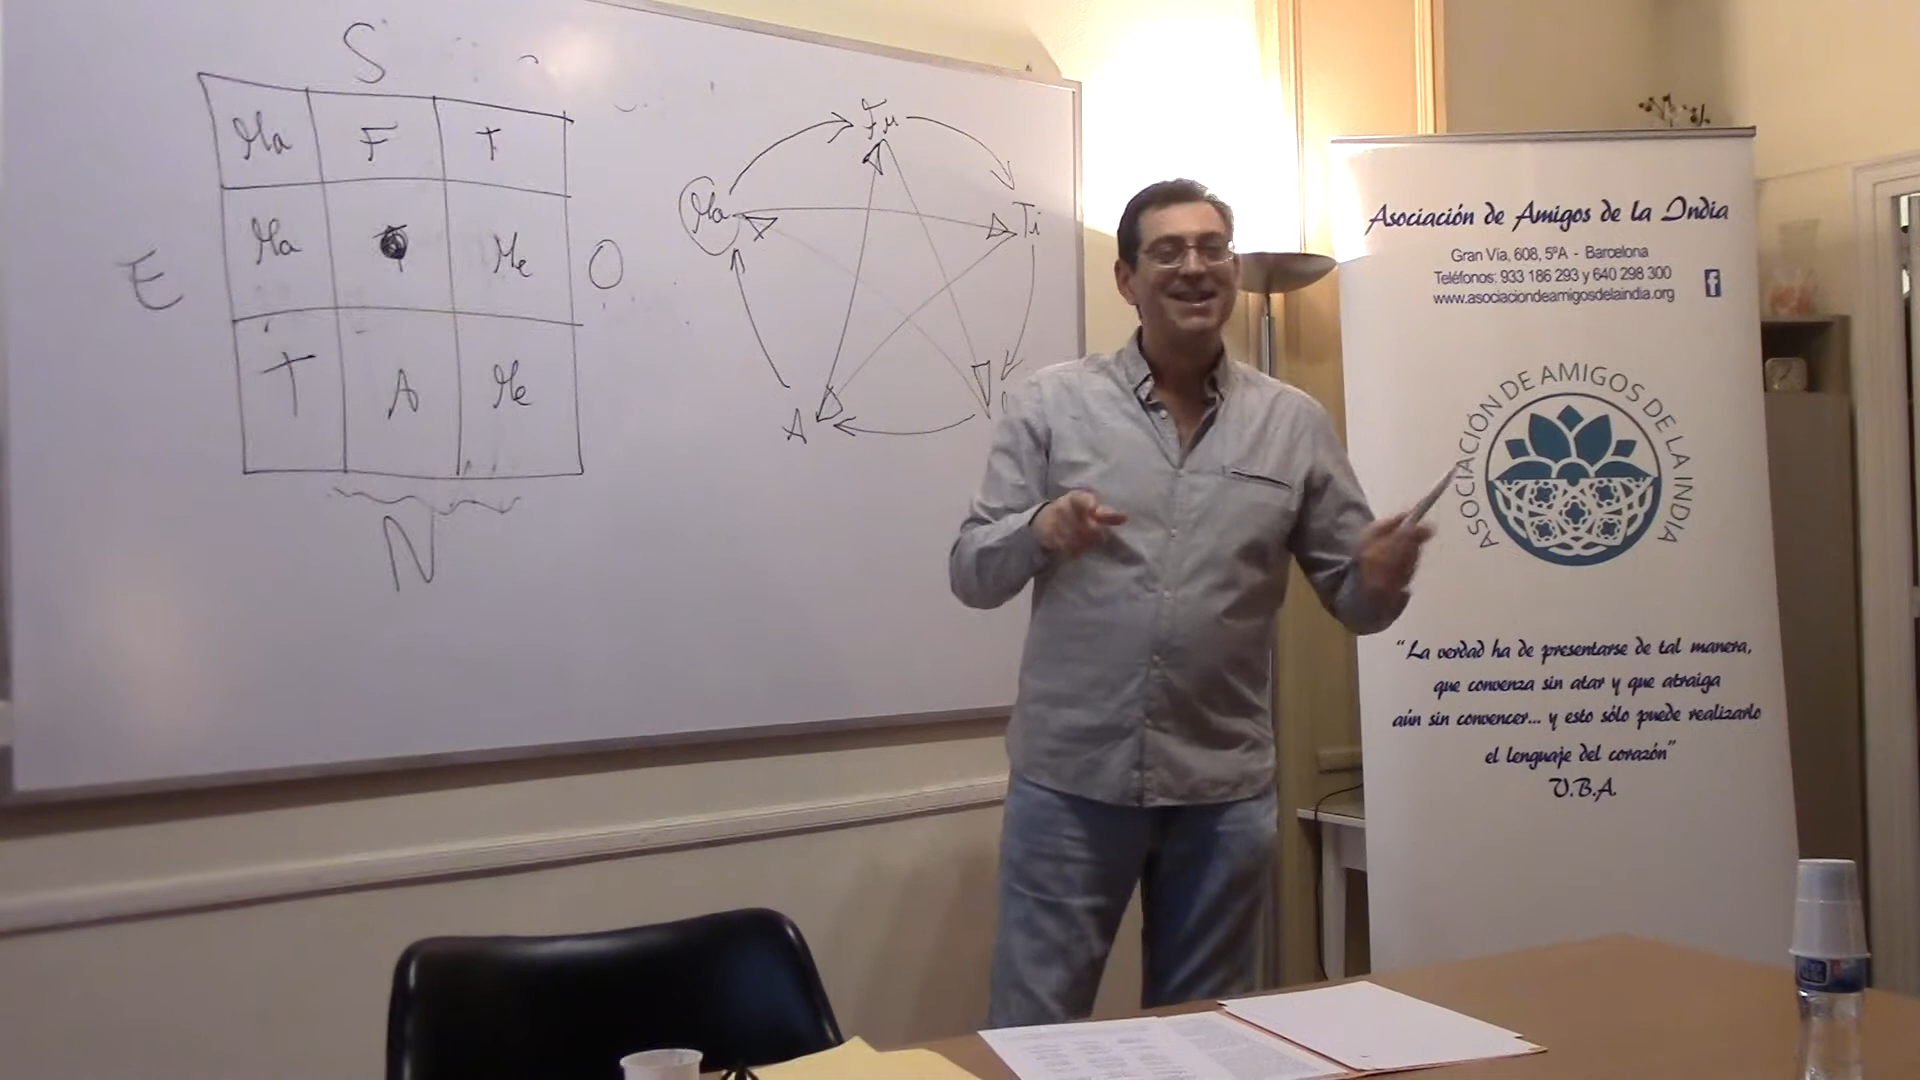 S
Ma F T
E Ma T Me O
T A Me
N
Fu
Ma Ti
A
Asociación de Amigos de la India
Gran Vía, 608, 5ºA - Barcelona
Teléfonos: 933 186 293 y 640 298 300
www.asociaciondeamigosdelaindia.org
f
ASOCIACIÓN DE AMIGOS DE LA INDIA
"La verdad ha de presentarse de tal manera,
que convenza sin atar y que atraiga
aún sin convencer... y esto sólo puede realizarlo
el lenguaje del corazón"
V.B.A.